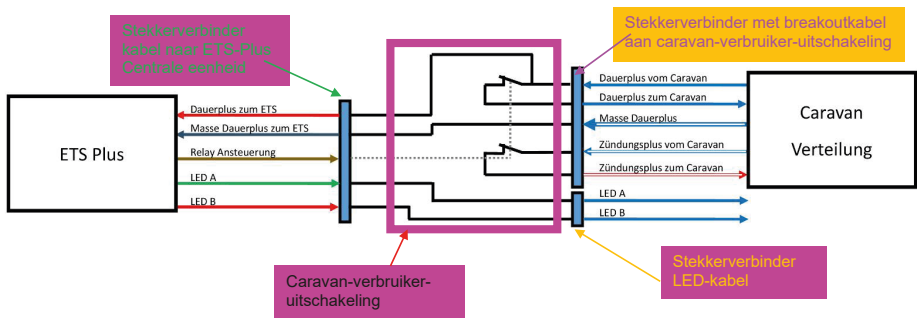 Stekkerverbinder
kabel naar ETS-Plus
Centrale eenheid
Stekkerverbinder met breakoutkabel
aan caravan-verbruiker-uitschakeling
ETS Plus
Dauerplus zum ETS
Masse Dauerplus zum ETS
Relay Ansteuerung
LED A
LED B
Dauerplus vom Caravan
Dauerplus zum Caravan
Masse Dauerplus
Zündungsplus vom Caravan
Zündungsplus zum Caravan
LED A
LED B
Caravan
Verteilung
Caravan-verbruiker-
uitschakeling
Stekkerverbinder
LED-kabel